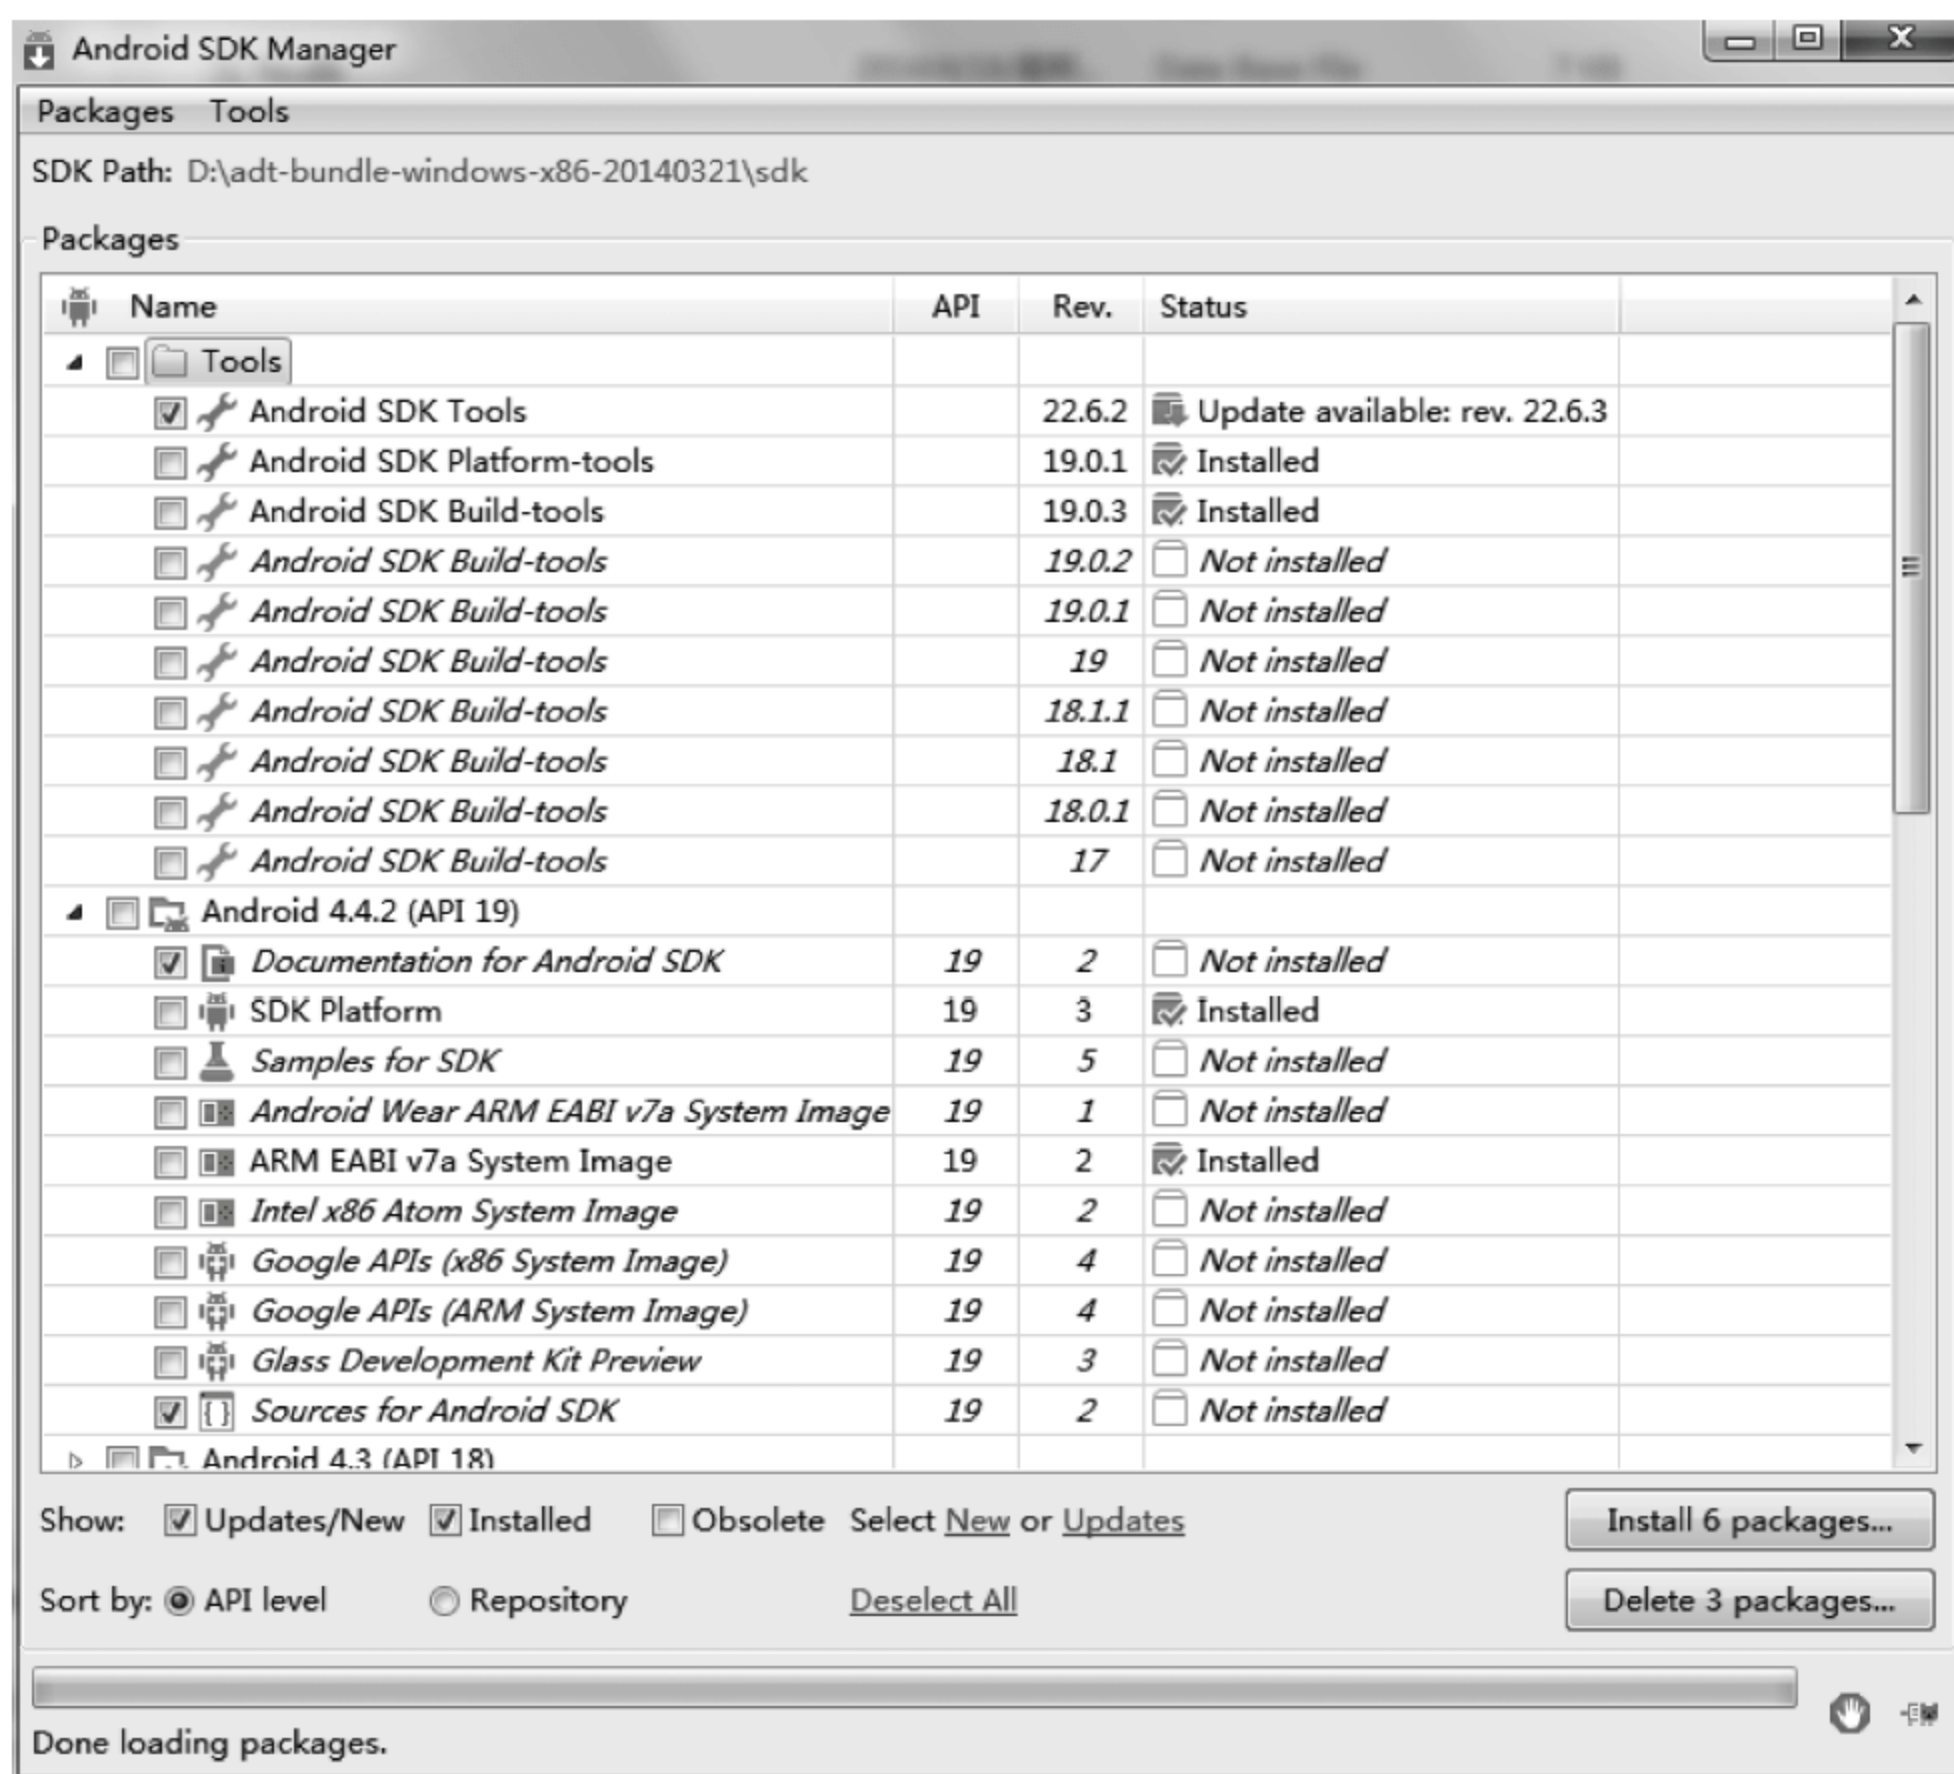 Android SDK Manager
Packages Tools
SDK Path: D:\adt-bundle-windows-x86-20140321\sdk
Packages
Name API Rev. Status
Tools
Android SDK Tools 22.6.2 Update available: rev. 22.6.3
Android SDK Platform-tools 19.0.1 Installed
Android SDK Build-tools 19.0.3 Installed
Android SDK Build-tools 19.0.2 Not installed
Android SDK Build-tools 19.0.1 Not installed
Android SDK Build-tools 19 Not installed
Android SDK Build-tools 18.1.1 Not installed
Android SDK Build-tools 18.1 Not installed
Android SDK Build-tools 18.0.1 Not installed
Android SDK Build-tools 17 Not installed
Android 4.4.2 (API 19)
Documentation for Android SDK 19 2 Not installed
SDK Platform 19 3 Installed
Samples for SDK 19 5 Not installed
Android Wear ARM EABI v7a System Image 19 1 Not installed
ARM EABI v7a System Image 19 2 Installed
Intel x86 Atom System Image 19 2 Not installed
Google APIs (x86 System Image) 19 4 Not installed
Google APIs (ARM System Image) 19 4 Not installed
Glass Development Kit Preview 19 3 Not installed
Sources for Android SDK 19 2 Not installed
Android 4.3 (API 18)
Show: Updates/New Installed Obsolete Select New or Updates Install 6 packages...
Sort by: API level Repository Deselect All Delete 3 packages...
Done loading packages.